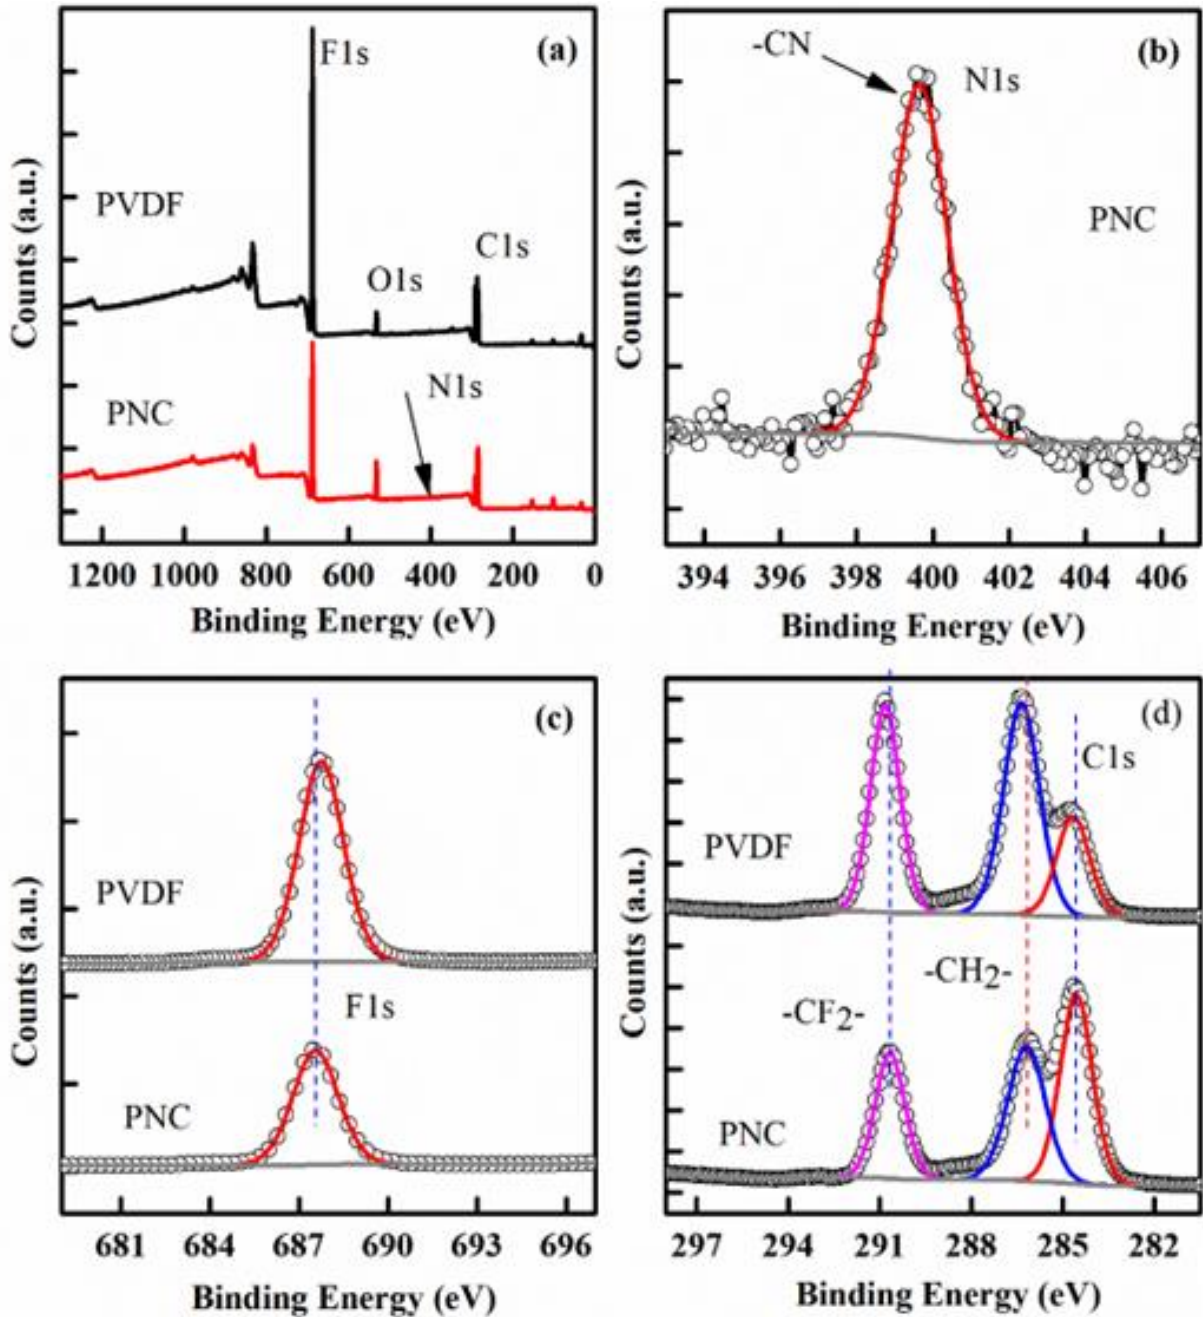 (a)
F1s
PVDF
O1s
C1s
N1s
PNC
Counts (a.u.)
1200 1000 800 600 400 200 0
Binding Energy (eV)
(b)
-CN
N1s
PNC
Counts (a.u.)
394 396 398 400 402 404 406
Binding Energy (eV)
(c)
PVDF
F1s
PNC
Counts (a.u.)
681 684 687 690 693 696
Binding Energy (eV)
(d)
C1s
PVDF
-CH2-
-CF2-
PNC
Counts (a.u.)
297 294 291 288 285 282
Binding Energy (eV)